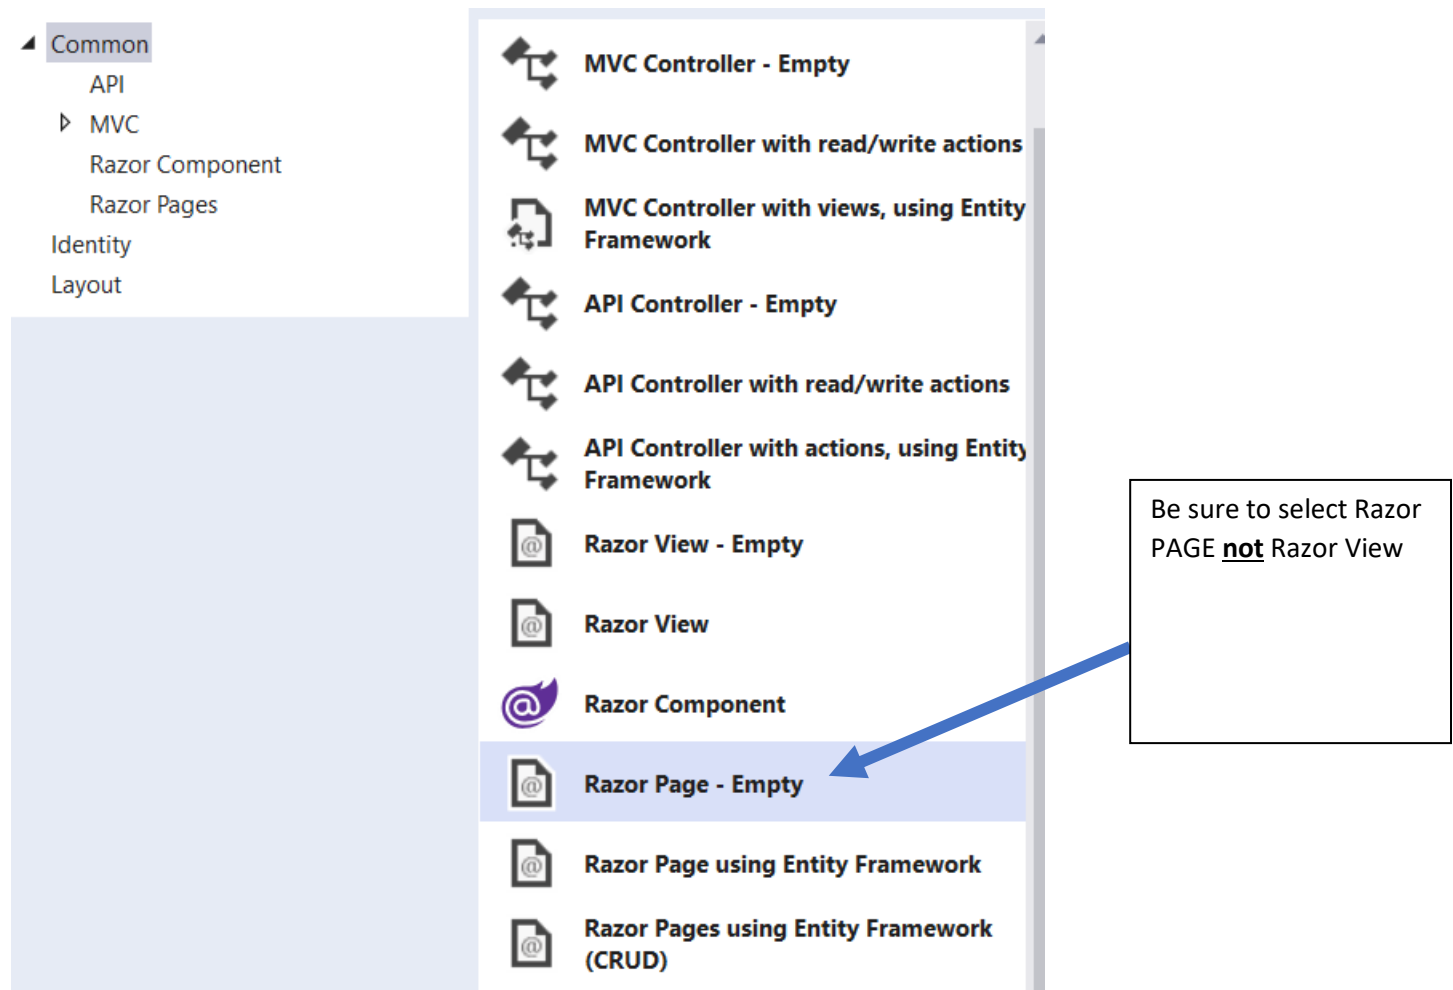 Common
API
MVC
Razor Component
Razor Pages
Identity
Layout
MVC Controller - Empty
MVC Controller with read/write actions
MVC Controller with views, using Entity
Framework
API Controller - Empty
API Controller with read/write actions
API Controller with actions, using Entity
Framework
Razor View - Empty
Razor View
Razor Component
Razor Page - Empty
Razor Page using Entity Framework
Razor Pages using Entity Framework
(CRUD)
Be sure to select Razor
PAGE not Razor View